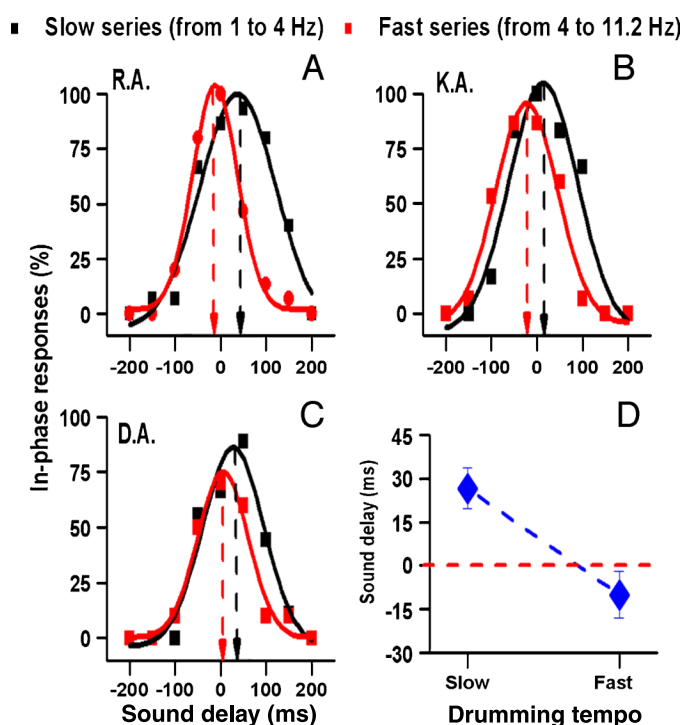 Slow series (from 1 to 4 Hz) Fast series (from 4 to 11.2 Hz)
R.A. A
100
75
50
25
0
-200 -100 0 100 200
K.A. B
100
75
50
25
0
-200 -100 0 100 200
In-phase responses (%)
D.A. C
100
75
50
25
0
-200 -100 0 100 200
Sound delay (ms)
D
45
30
15
0
-15
-30
Sound delay (ms)
Slow Fast
Drumming tempo